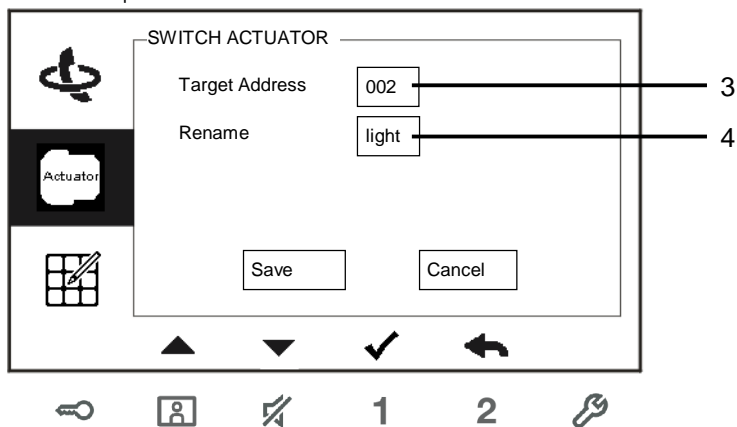 SWITCH ACTUATOR
Target Address 002 3
Rename light 4
Actuator
Save Cancel
1 2